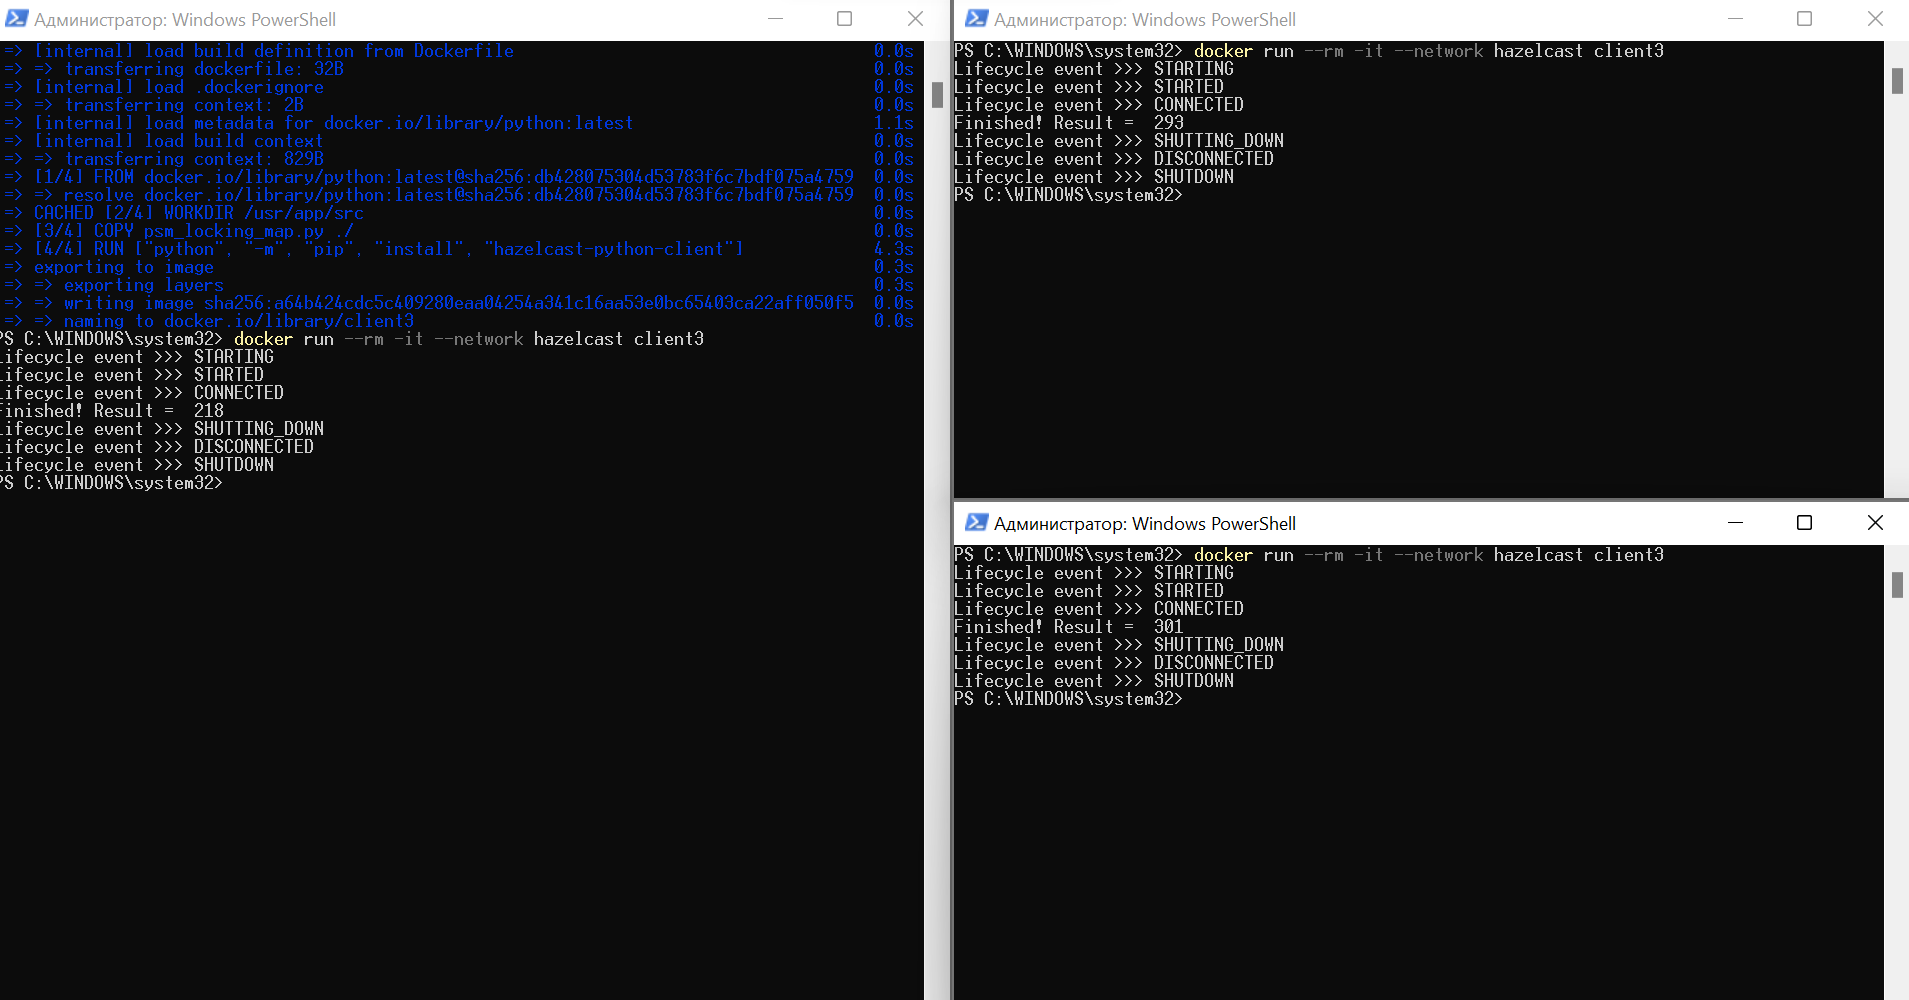 Администратор: Windows PowerShell
=> [internal] load build definition from Dockerfile 0.0s
=> => transferring dockerfile: 32B 0.0s
=> [internal] load .dockerignore 0.0s
=> => transferring context: 2B 0.0s
=> [internal] load metadata for docker.io/library/python:latest 1.1s
=> [internal] load build context 0.0s
=> => transferring context: 829B 0.0s
=> [1/4] FROM docker.io/library/python:latest@sha256:db428075304d53783f6c7bdf075a4759 0.0s
=> => resolve docker.io/library/python:latest@sha256:db428075304d53783f6c7bdf075a4759 0.0s
=> CACHED [2/4] WORKDIR /usr/app/src 0.0s
=> [3/4] COPY psm_locking_map.py ./ 0.0s
=> [4/4] RUN ["python", "-m", "pip", "install", "hazelcast-python-client"] 4.3s
=> exporting to image 0.3s
=> => exporting layers 0.3s
=> => writing image sha256:a64b424cdc5c409280eaa04254a341c16aa53e0bc65403ca22aff050f5 0.0s
=> => naming to docker.io/library/client3 0.0s
PS C:\WINDOWS\system32> docker run --rm -it --network hazelcast client3
Lifecycle event >>> STARTING
Lifecycle event >>> STARTED
Lifecycle event >>> CONNECTED
Finished! Result =  218
Lifecycle event >>> SHUTTING_DOWN
Lifecycle event >>> DISCONNECTED
Lifecycle event >>> SHUTDOWN
PS C:\WINDOWS\system32>
Администратор: Windows PowerShell
PS C:\WINDOWS\system32> docker run --rm -it --network hazelcast client3
Lifecycle event >>> STARTING
Lifecycle event >>> STARTED
Lifecycle event >>> CONNECTED
Finished! Result =  293
Lifecycle event >>> SHUTTING_DOWN
Lifecycle event >>> DISCONNECTED
Lifecycle event >>> SHUTDOWN
PS C:\WINDOWS\system32>
Администратор: Windows PowerShell
PS C:\WINDOWS\system32> docker run --rm -it --network hazelcast client3
Lifecycle event >>> STARTING
Lifecycle event >>> STARTED
Lifecycle event >>> CONNECTED
Finished! Result =  301
Lifecycle event >>> SHUTTING_DOWN
Lifecycle event >>> DISCONNECTED
Lifecycle event >>> SHUTDOWN
PS C:\WINDOWS\system32>